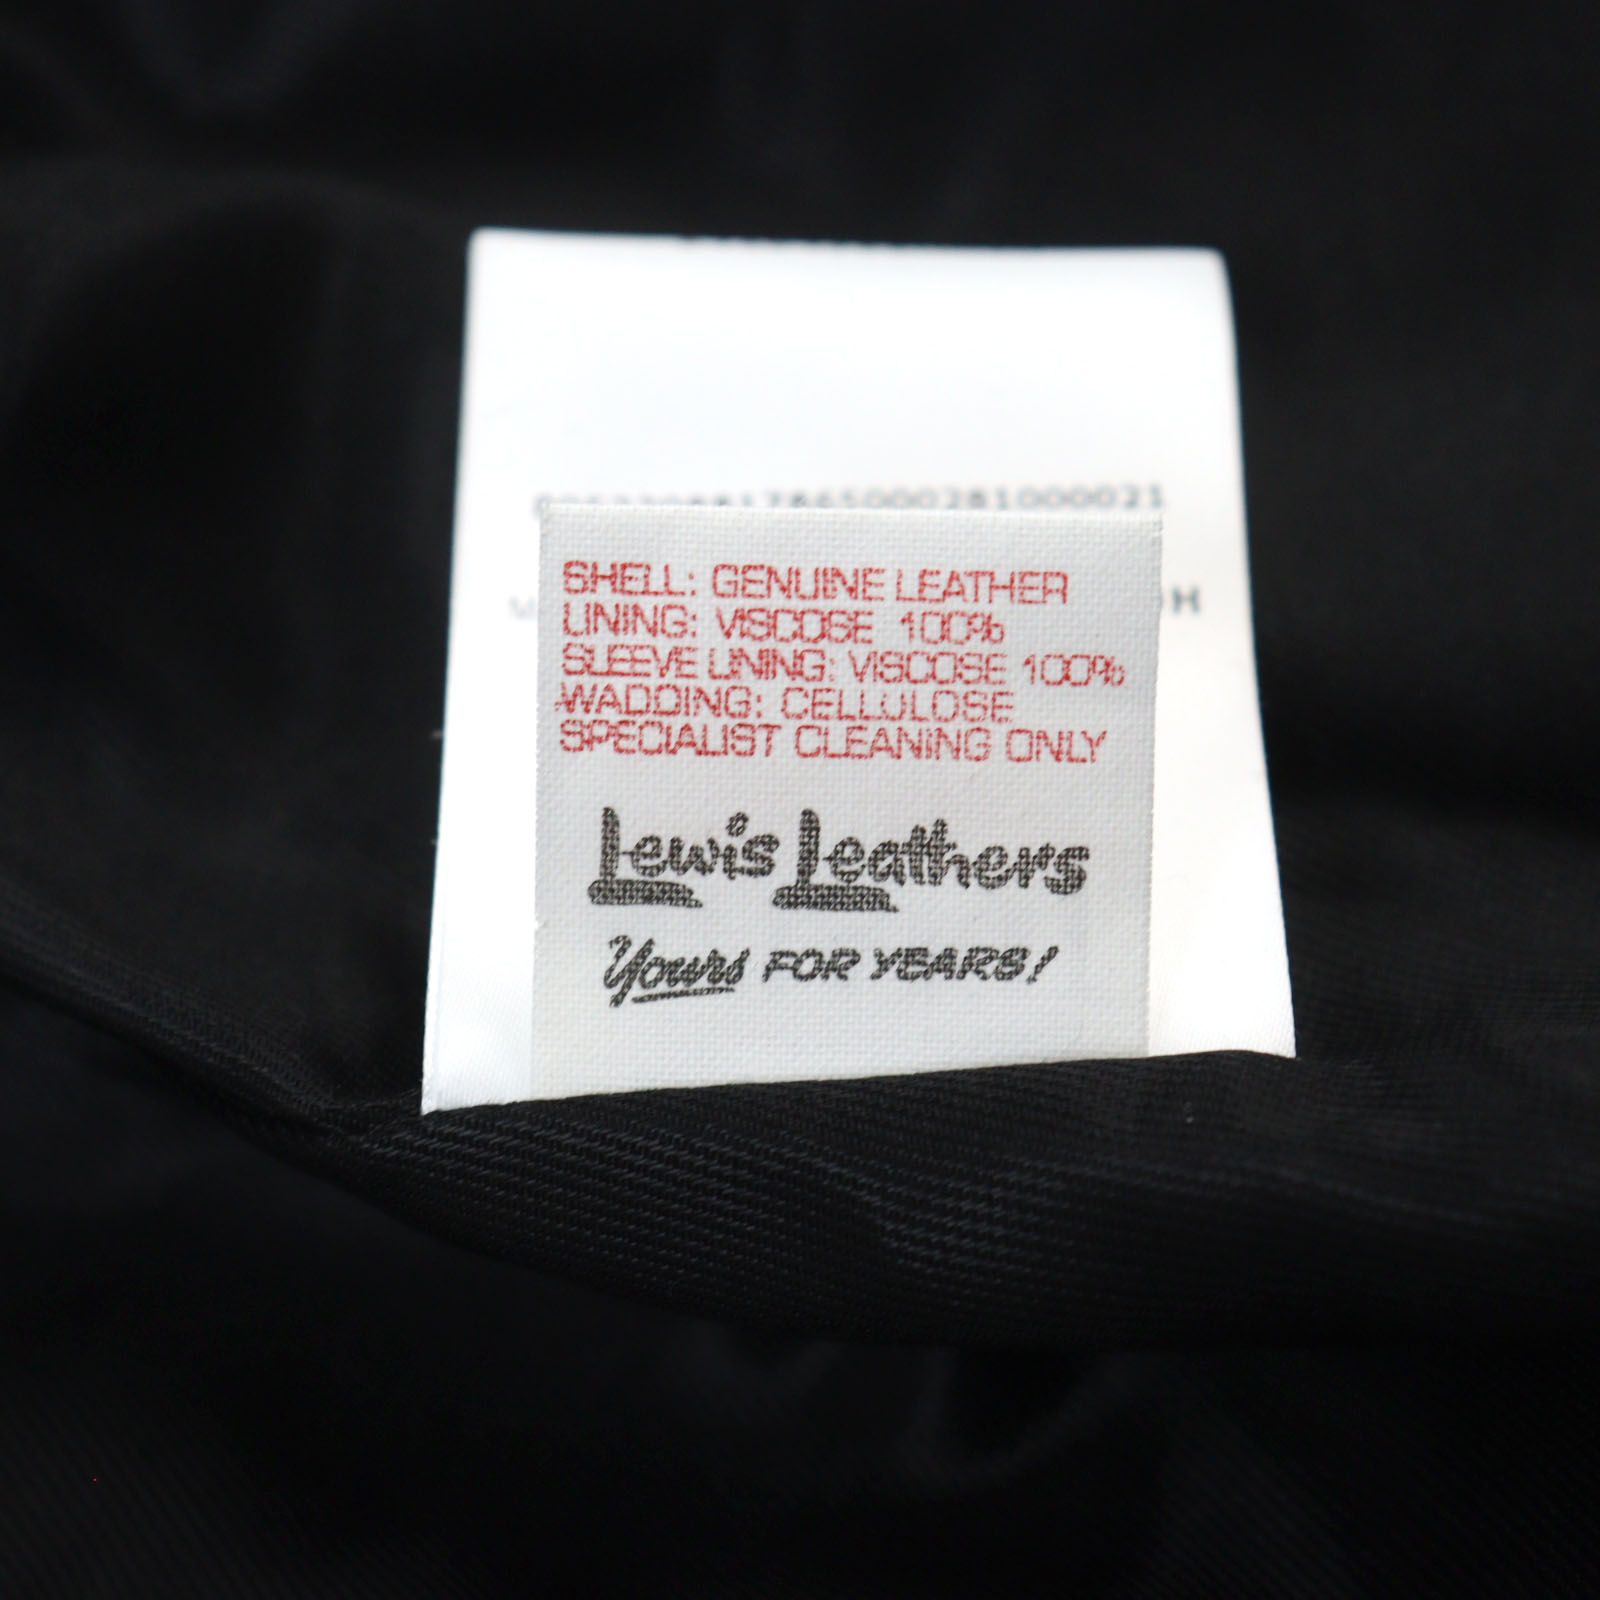 SHELL: GENUINE LEATHER
LINING: VISCOSE 100%
SLEEVE LINING: VISCOSE 100%
WADDING: CELLULOSE
SPECIALIST CLEANING ONLY
Lewis Leathers
Yours FOR YEARS!